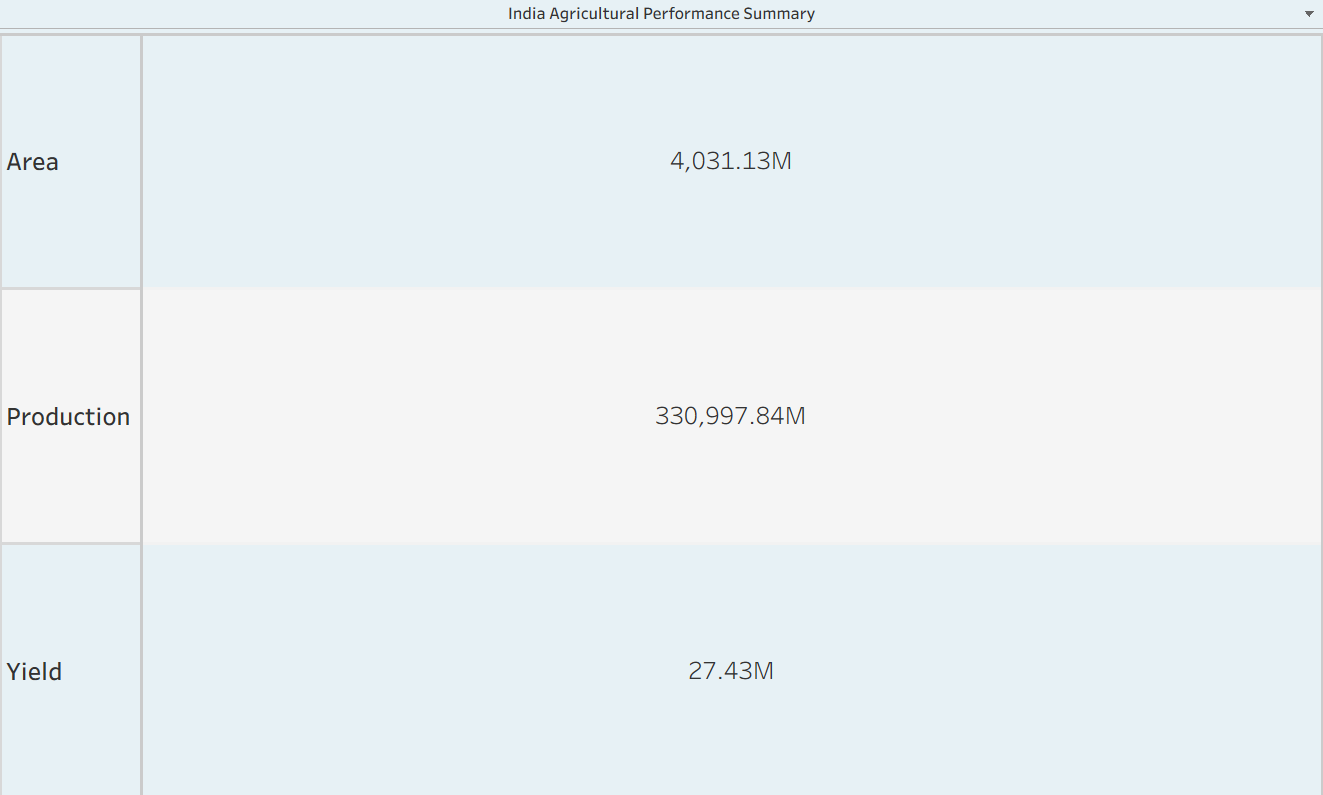 India Agricultural Performance Summary
Area 4,031.13M
Production 330,997.84M
Yield 27.43M